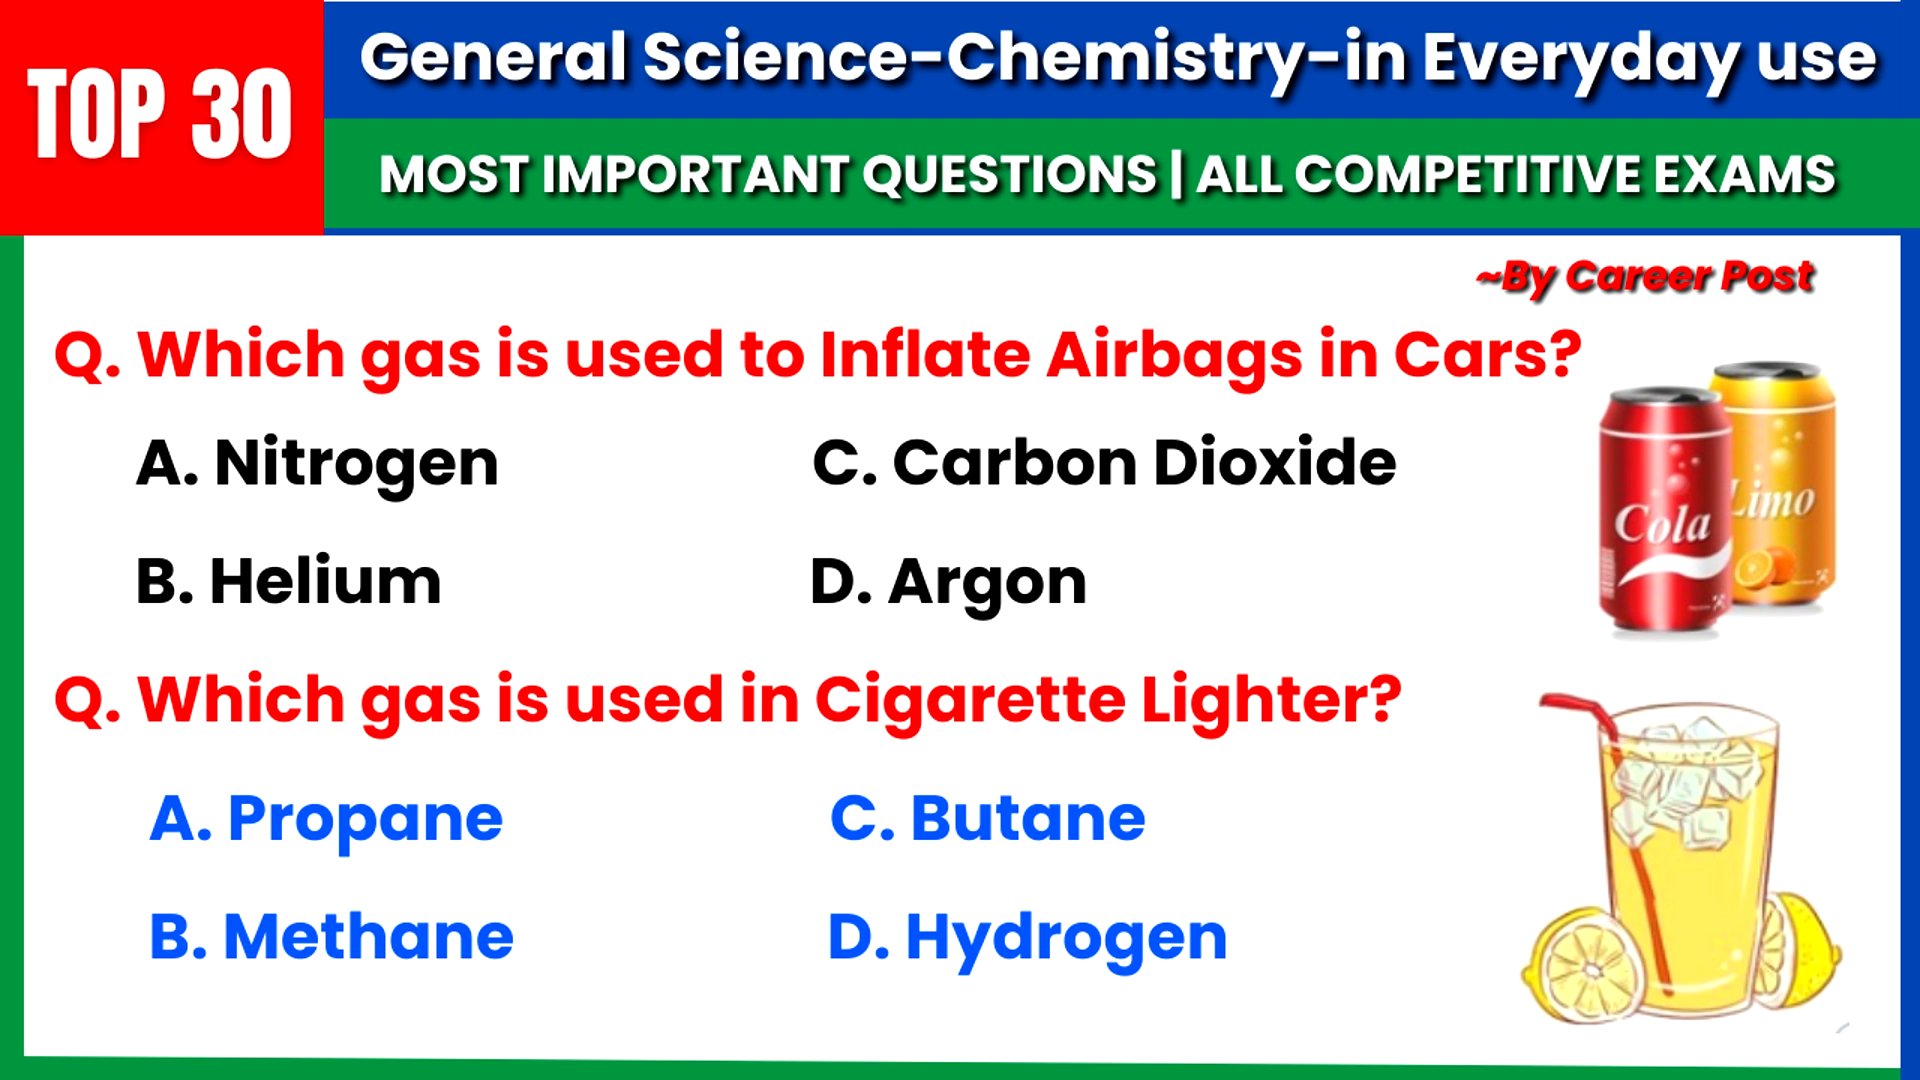 TOP 30
General Science-Chemistry-in Everyday use
MOST IMPORTANT QUESTIONS | ALL COMPETITIVE EXAMS
~By Career Post
Q. Which gas is used to Inflate Airbags in Cars?
A. Nitrogen
C. Carbon Dioxide
B. Helium
D. Argon
Cola
Limo
Q. Which gas is used in Cigarette Lighter?
A. Propane
C. Butane
B. Methane
D. Hydrogen